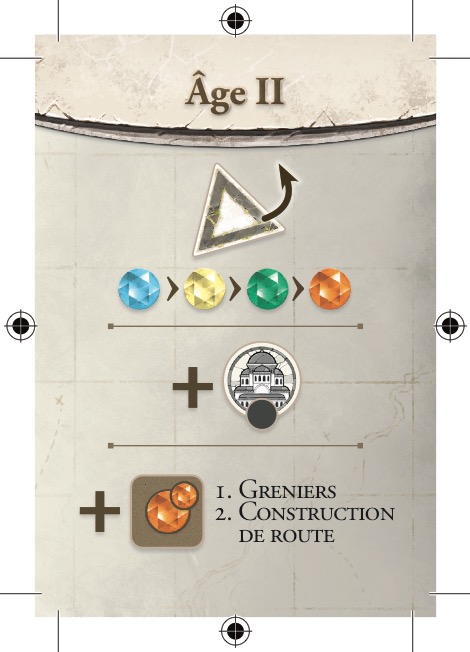 Âge II
1. Greniers
2. Construction
de route